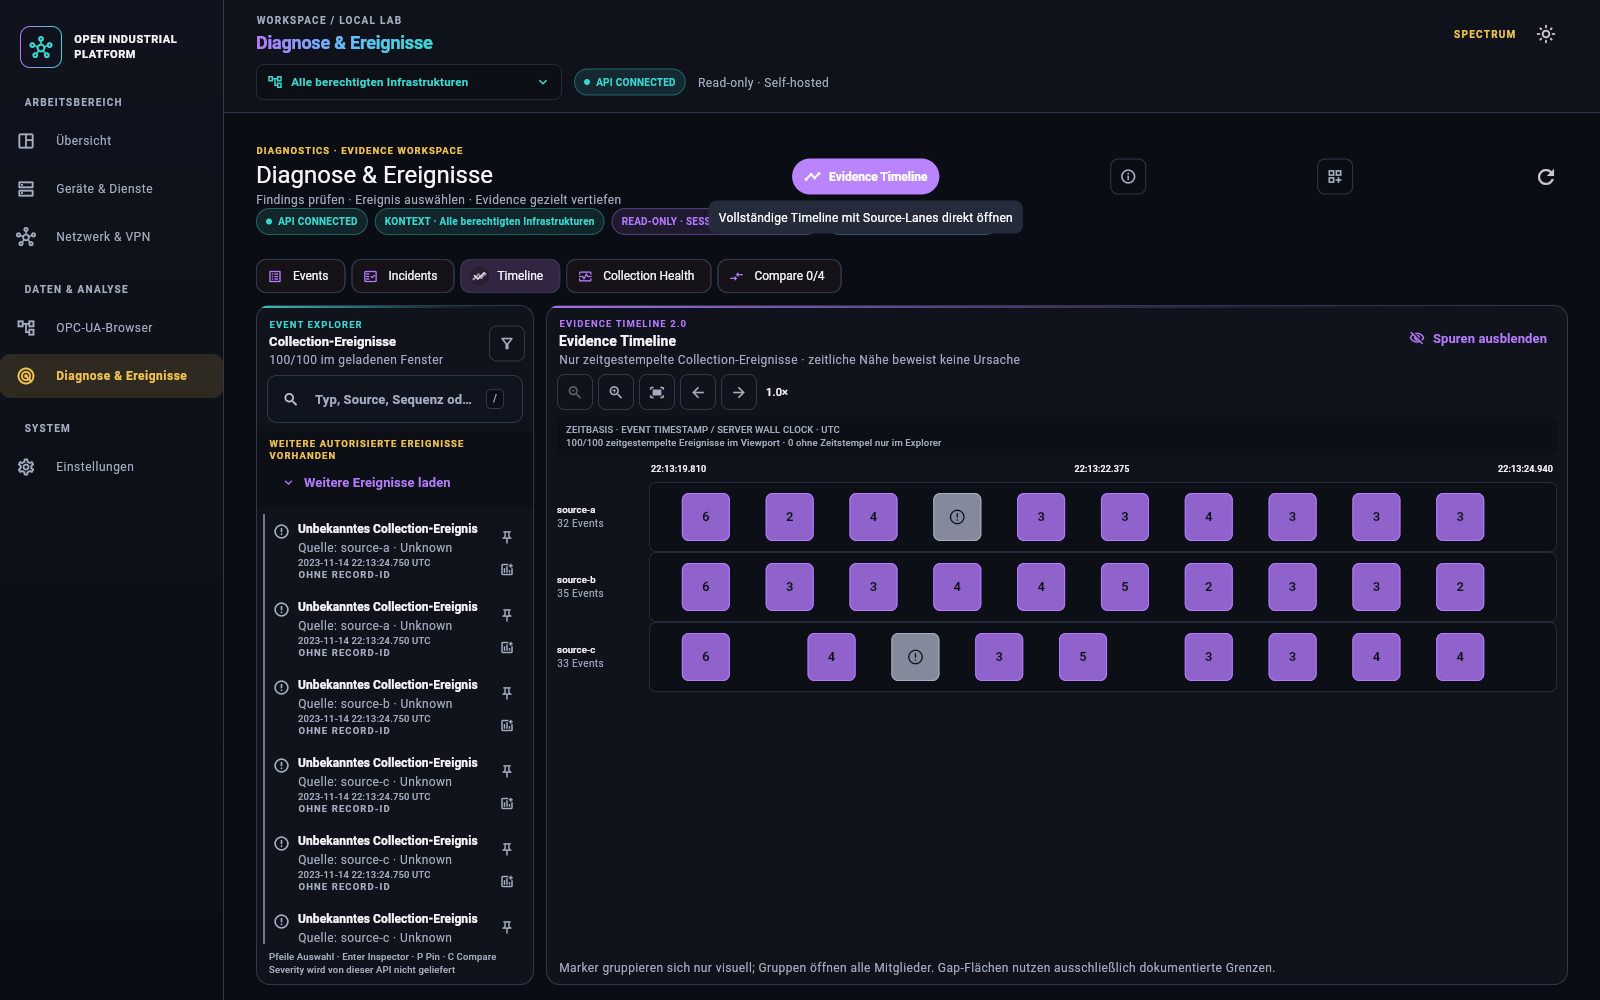 OPEN INDUSTRIAL
PLATFORM
ARBEITSBEREICH
Übersicht
Geräte & Dienste
Netzwerk & VPN
DATEN & ANALYSE
OPC-UA-Browser
Diagnose & Ereignisse
SYSTEM
Einstellungen
WORKSPACE / LOCAL LAB
Diagnose & Ereignisse
SPECTRUM
Alle berechtigten Infrastrukturen
API CONNECTED
Read-only · Self-hosted
DIAGNOSTICS · EVIDENCE WORKSPACE
Diagnose & Ereignisse
Findings prüfen · Ereignis auswählen · Evidence gezielt vertiefen
Evidence Timeline
API CONNECTED
KONTEXT · Alle berechtigten Infrastrukturen
READ-ONLY · SESS
Vollständige Timeline mit Source-Lanes direkt öffnen
Events
Incidents
Timeline
Collection Health
Compare 0/4
EVENT EXPLORER
Collection-Ereignisse
100/100 im geladenen Fenster
Typ, Source, Sequenz od...
/
WEITERE AUTORISIERTE EREIGNISSE
VORHANDEN
Weitere Ereignisse laden
Unbekanntes Collection-Ereignis
Quelle: source-a · Unknown
2023-11-14 22:13:24.750 UTC
OHNE RECORD-ID
Unbekanntes Collection-Ereignis
Quelle: source-a · Unknown
2023-11-14 22:13:24.750 UTC
OHNE RECORD-ID
Unbekanntes Collection-Ereignis
Quelle: source-b · Unknown
2023-11-14 22:13:24.750 UTC
OHNE RECORD-ID
Unbekanntes Collection-Ereignis
Quelle: source-c · Unknown
2023-11-14 22:13:24.750 UTC
OHNE RECORD-ID
Unbekanntes Collection-Ereignis
Quelle: source-c · Unknown
2023-11-14 22:13:24.750 UTC
OHNE RECORD-ID
Unbekanntes Collection-Ereignis
Quelle: source-c · Unknown
Pfeile Auswahl · Enter Inspector · P Pin · C Compare
Severity wird von dieser API nicht geliefert
EVIDENCE TIMELINE 2.0
Evidence Timeline
Nur zeitgestempelte Collection-Ereignisse · zeitliche Nähe beweist keine Ursache
Spuren ausblenden
1.0×
ZEITBASIS · EVENT TIMESTAMP / SERVER WALL CLOCK · UTC
100/100 zeitgestempelte Ereignisse im Viewport · 0 ohne Zeitstempel nur im Explorer
22:13:19.810 22:13:22.375 22:13:24.940
source-a
32 Events
6 2 4 3 3 4 3 3 3
source-b
35 Events
6 3 3 4 4 5 2 3 3 2
source-c
33 Events
6 4 3 5 3 3 4 4
Marker gruppieren sich nur visuell; Gruppen öffnen alle Mitglieder. Gap-Flächen nutzen ausschließlich dokumentierte Grenzen.